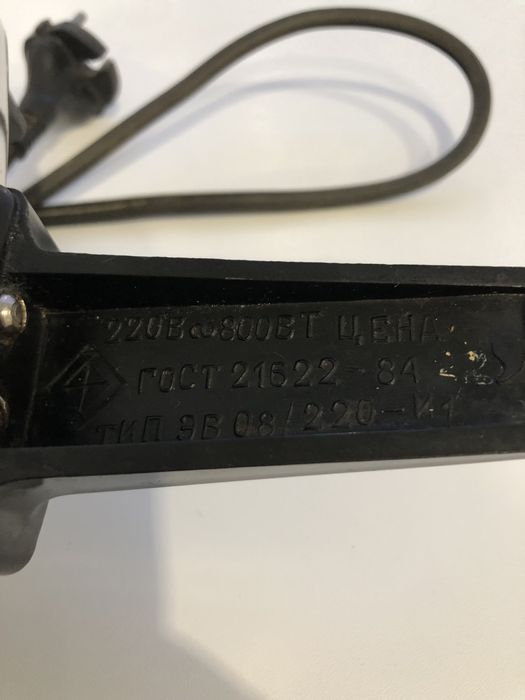 220В~800ВТ ЦЕНА
ГОСТ 21622-84
ТИП ЭВ 08/220-И1